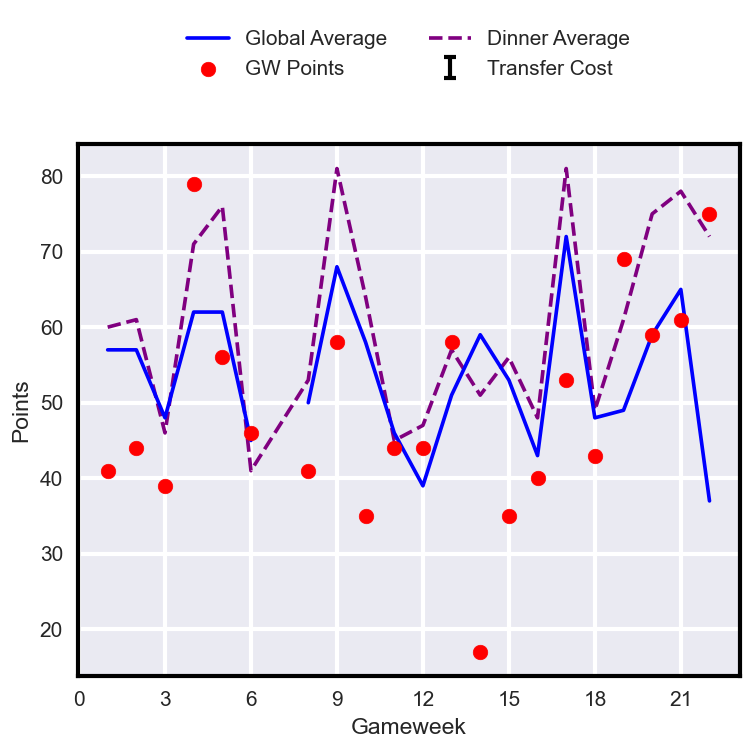 Global Average
Dinner Average
GW Points
Transfer Cost
80
70
60
50
40
30
20
Points
0 3 6 9 12 15 18 21
Gameweek